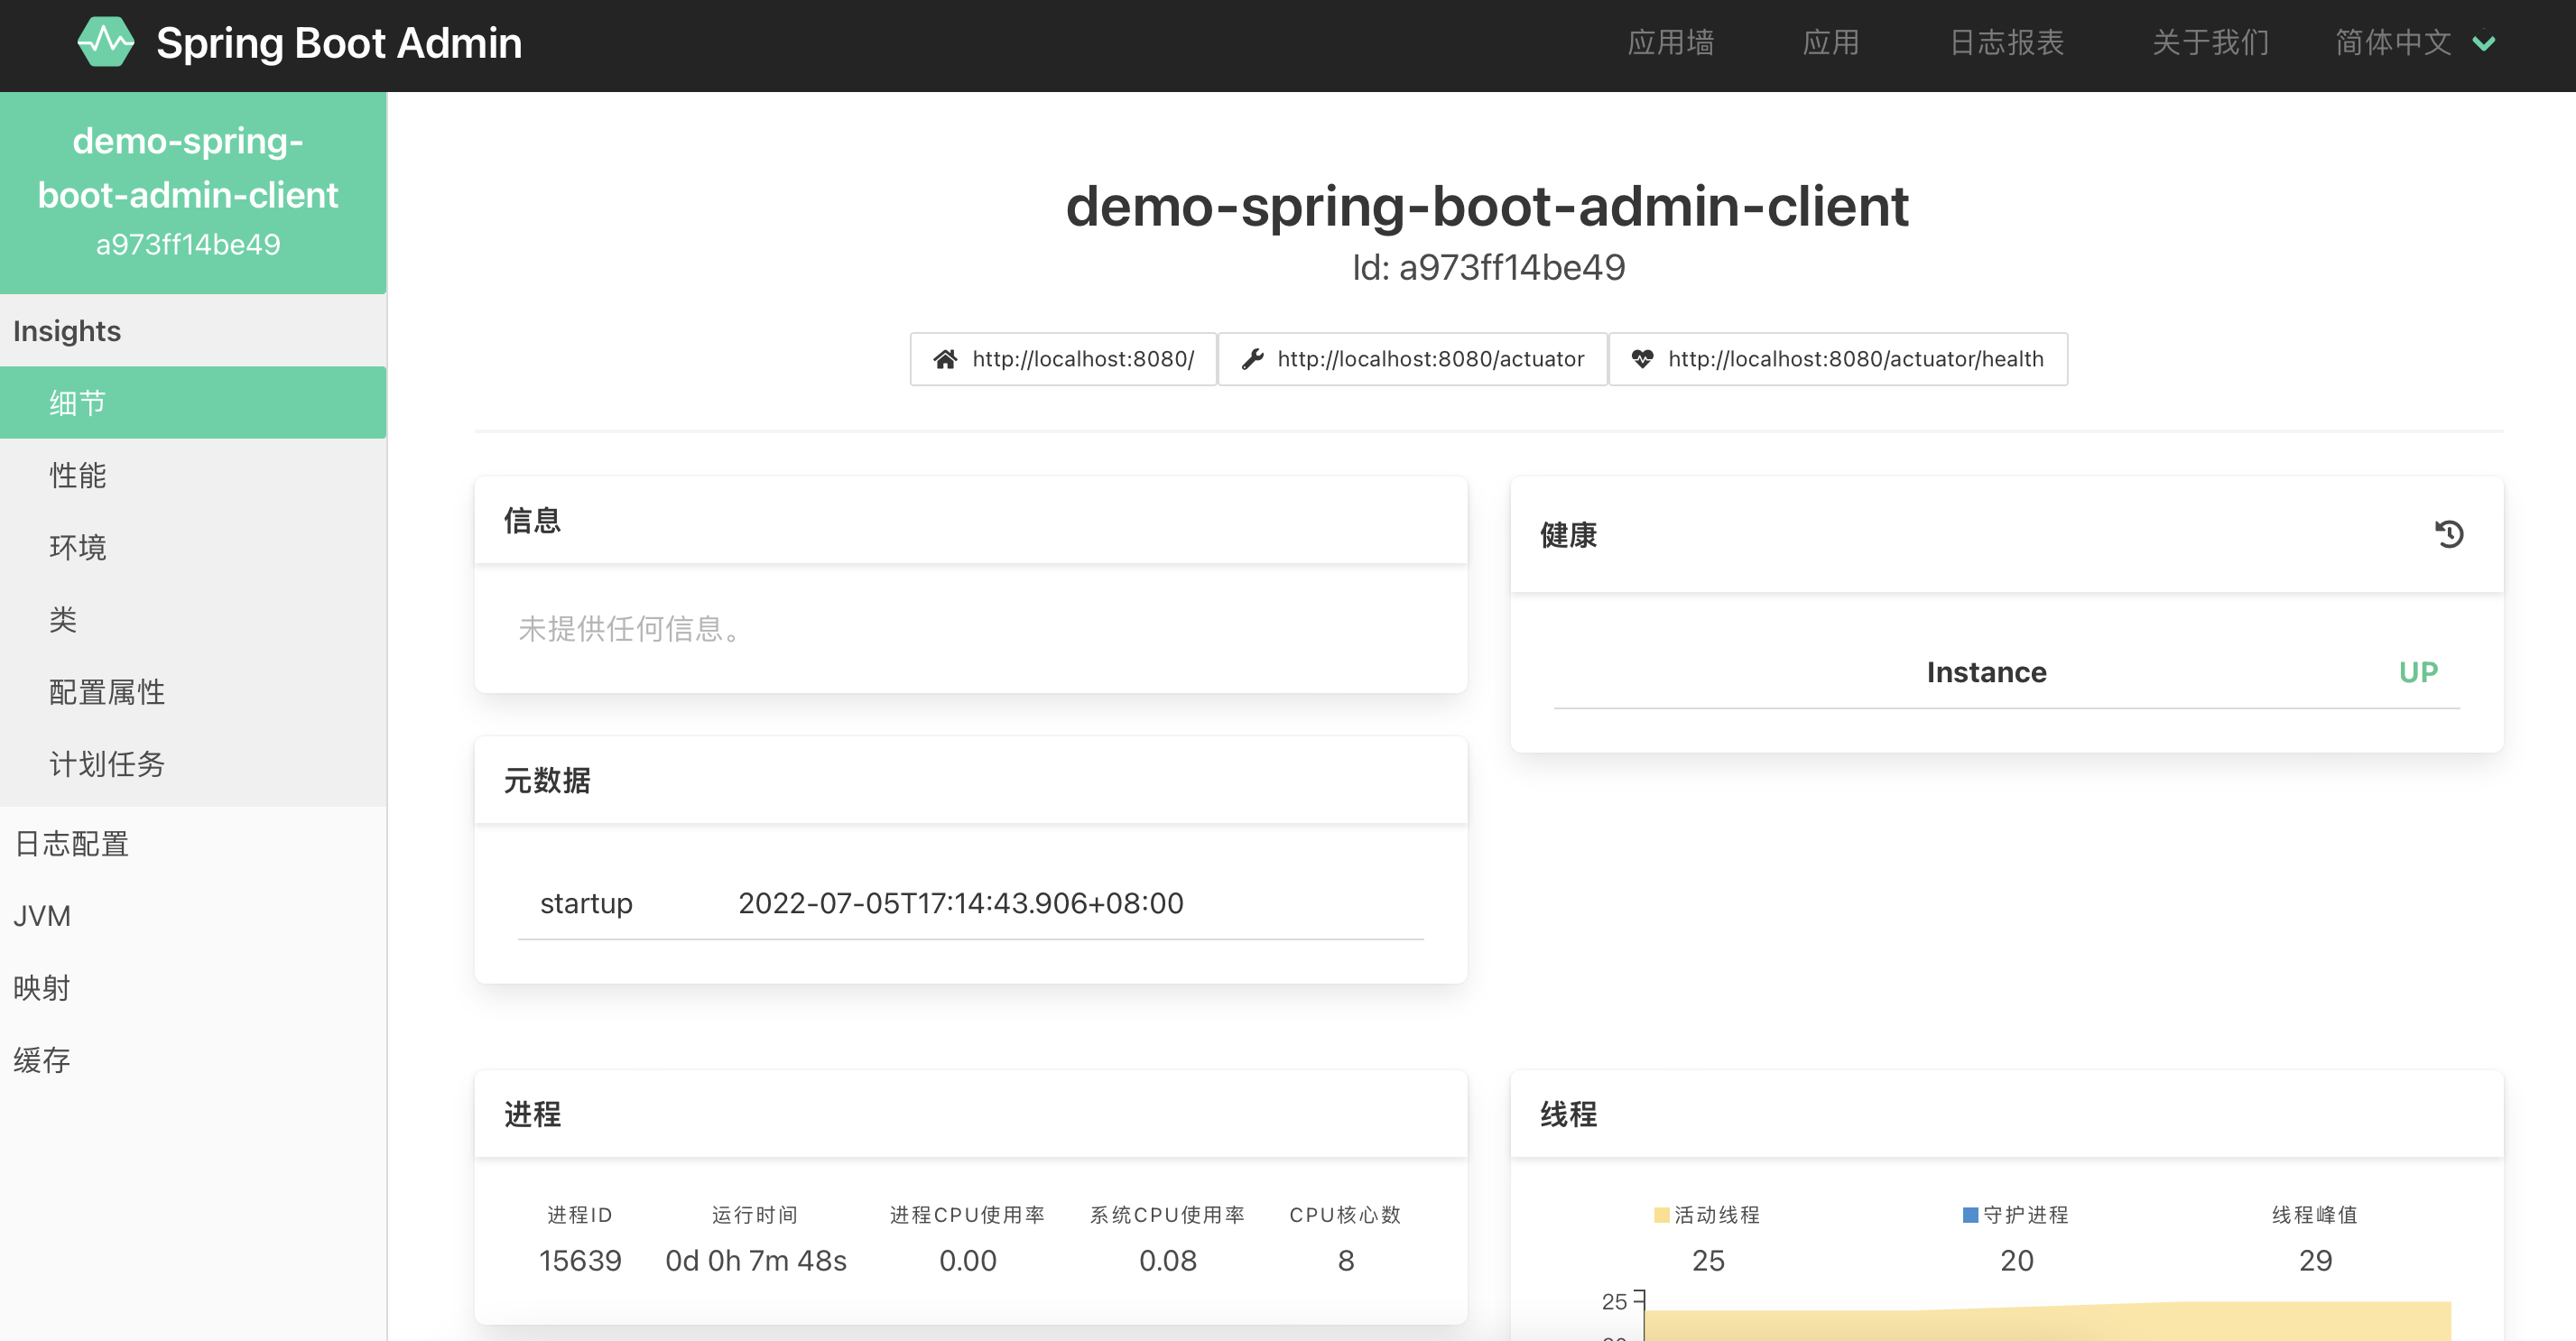 Spring Boot Admin
应用墙 应用 日志报表 关于我们 简体中文
demo-spring-
boot-admin-client
a973ff14be49
Insights
细节
性能
环境
类
配置属性
计划任务
日志配置
JVM
映射
缓存
demo-spring-boot-admin-client
Id: a973ff14be49
http://localhost:8080/ http://localhost:8080/actuator http://localhost:8080/actuator/health
信息
未提供任何信息。
健康
Instance UP
元数据
startup 2022-07-05T17:14:43.906+08:00
进程
进程ID 运行时间 进程CPU使用率 系统CPU使用率 CPU核心数
15639 0d 0h 7m 48s 0.00 0.08 8
线程
活动线程 守护进程 线程峰值
25 20 29
25